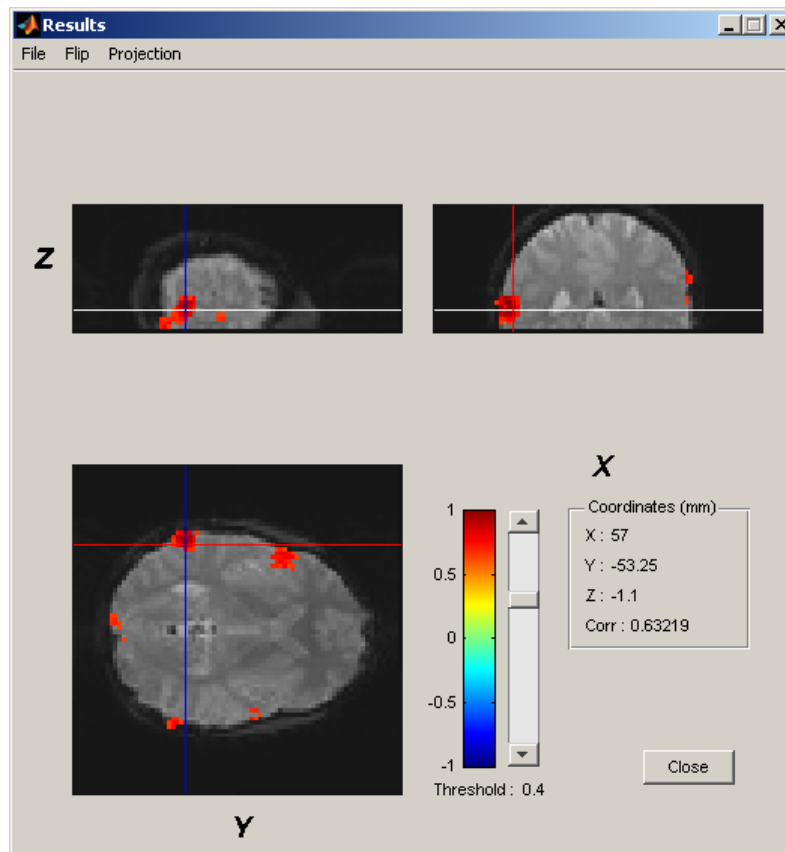 Results
File Flip Projection
Z
X
Coordinates (mm)
X : 57
Y : -53.25
Z : -1.1
Corr : 0.63219
1
0.5
0
-0.5
-1
Threshold : 0.4
Close
Y